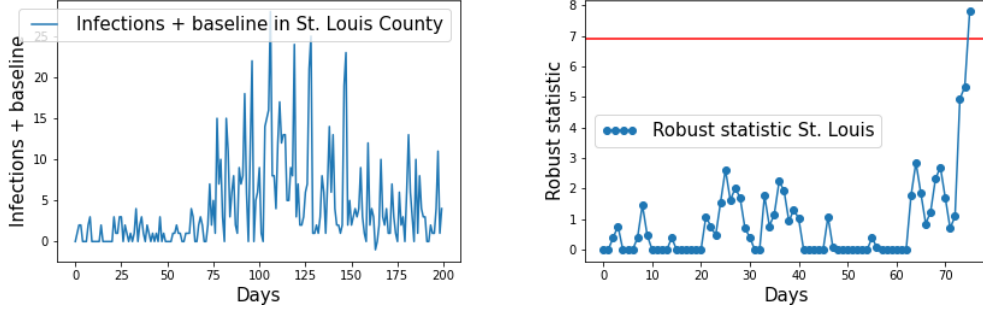 Infections + baseline in St. Louis County
Infections + baseline
25
20
15
10
5
0
0 25 50 75 100 125 150 175 200
Days
Robust statistic
8
7
6
5
4
3
2
1
0
Robust statistic St. Louis
0 10 20 30 40 50 60 70
Days